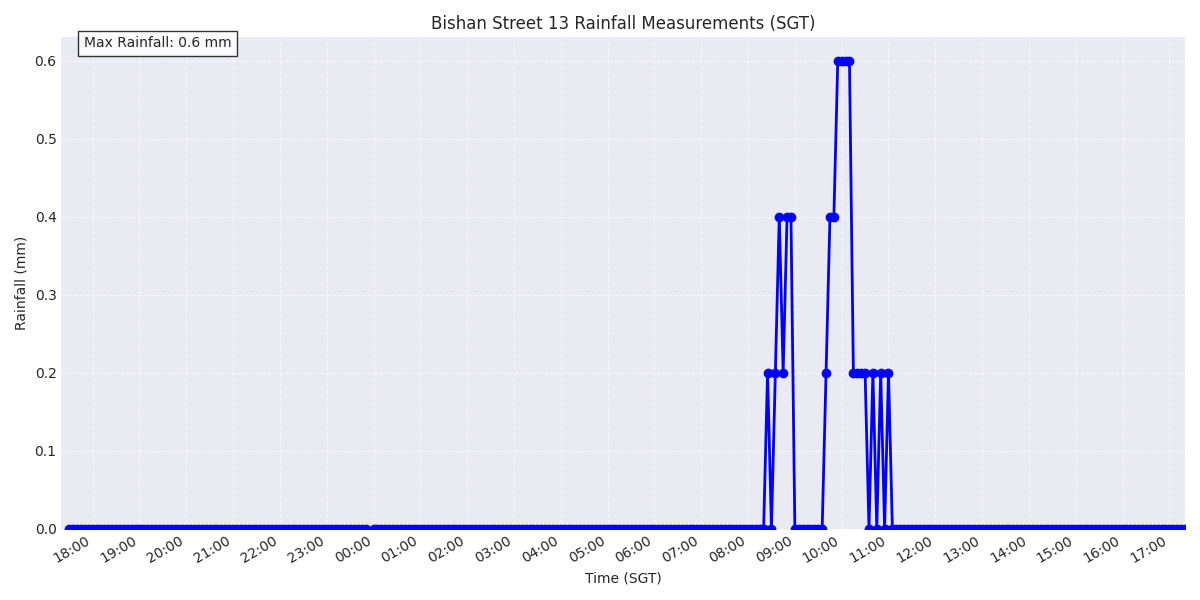 Bishan Street 13 Rainfall Measurements (SGT)
Max Rainfall: 0.6 mm
0.6
0.5
0.4
0.3
0.2
0.1
0.0
Rainfall (mm)
18:00 19:00 20:00 21:00 22:00 23:00 00:00 01:00 02:00 03:00 04:00 05:00 06:00 07:00 08:00 09:00 10:00 11:00 12:00 13:00 14:00 15:00 16:00 17:00
Time (SGT)